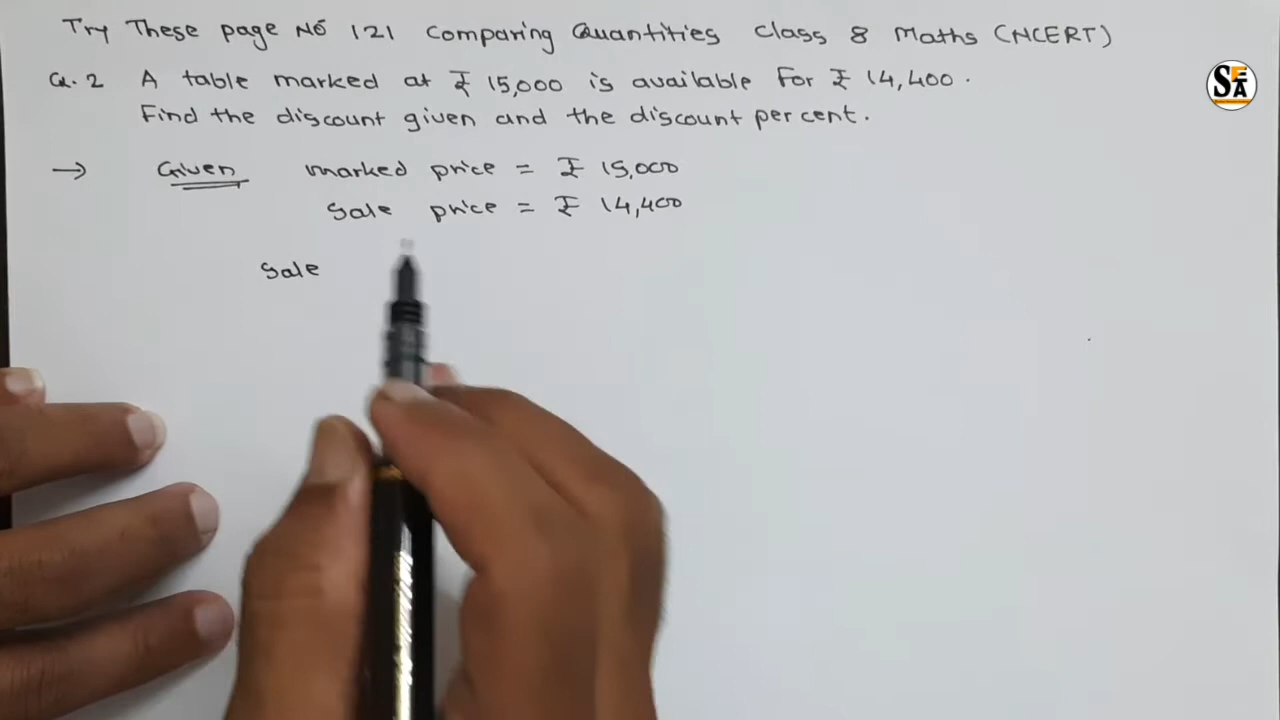 Try These page No 121 Comparing Quantities Class 8 Maths (NCERT)
Q. 2 A table marked at ₹ 15,000 is available for ₹ 14,400.
Find the discount given and the discount percent.
→ Given marked price = ₹ 15,000
Sale price = ₹ 14,400
Sale
SFA